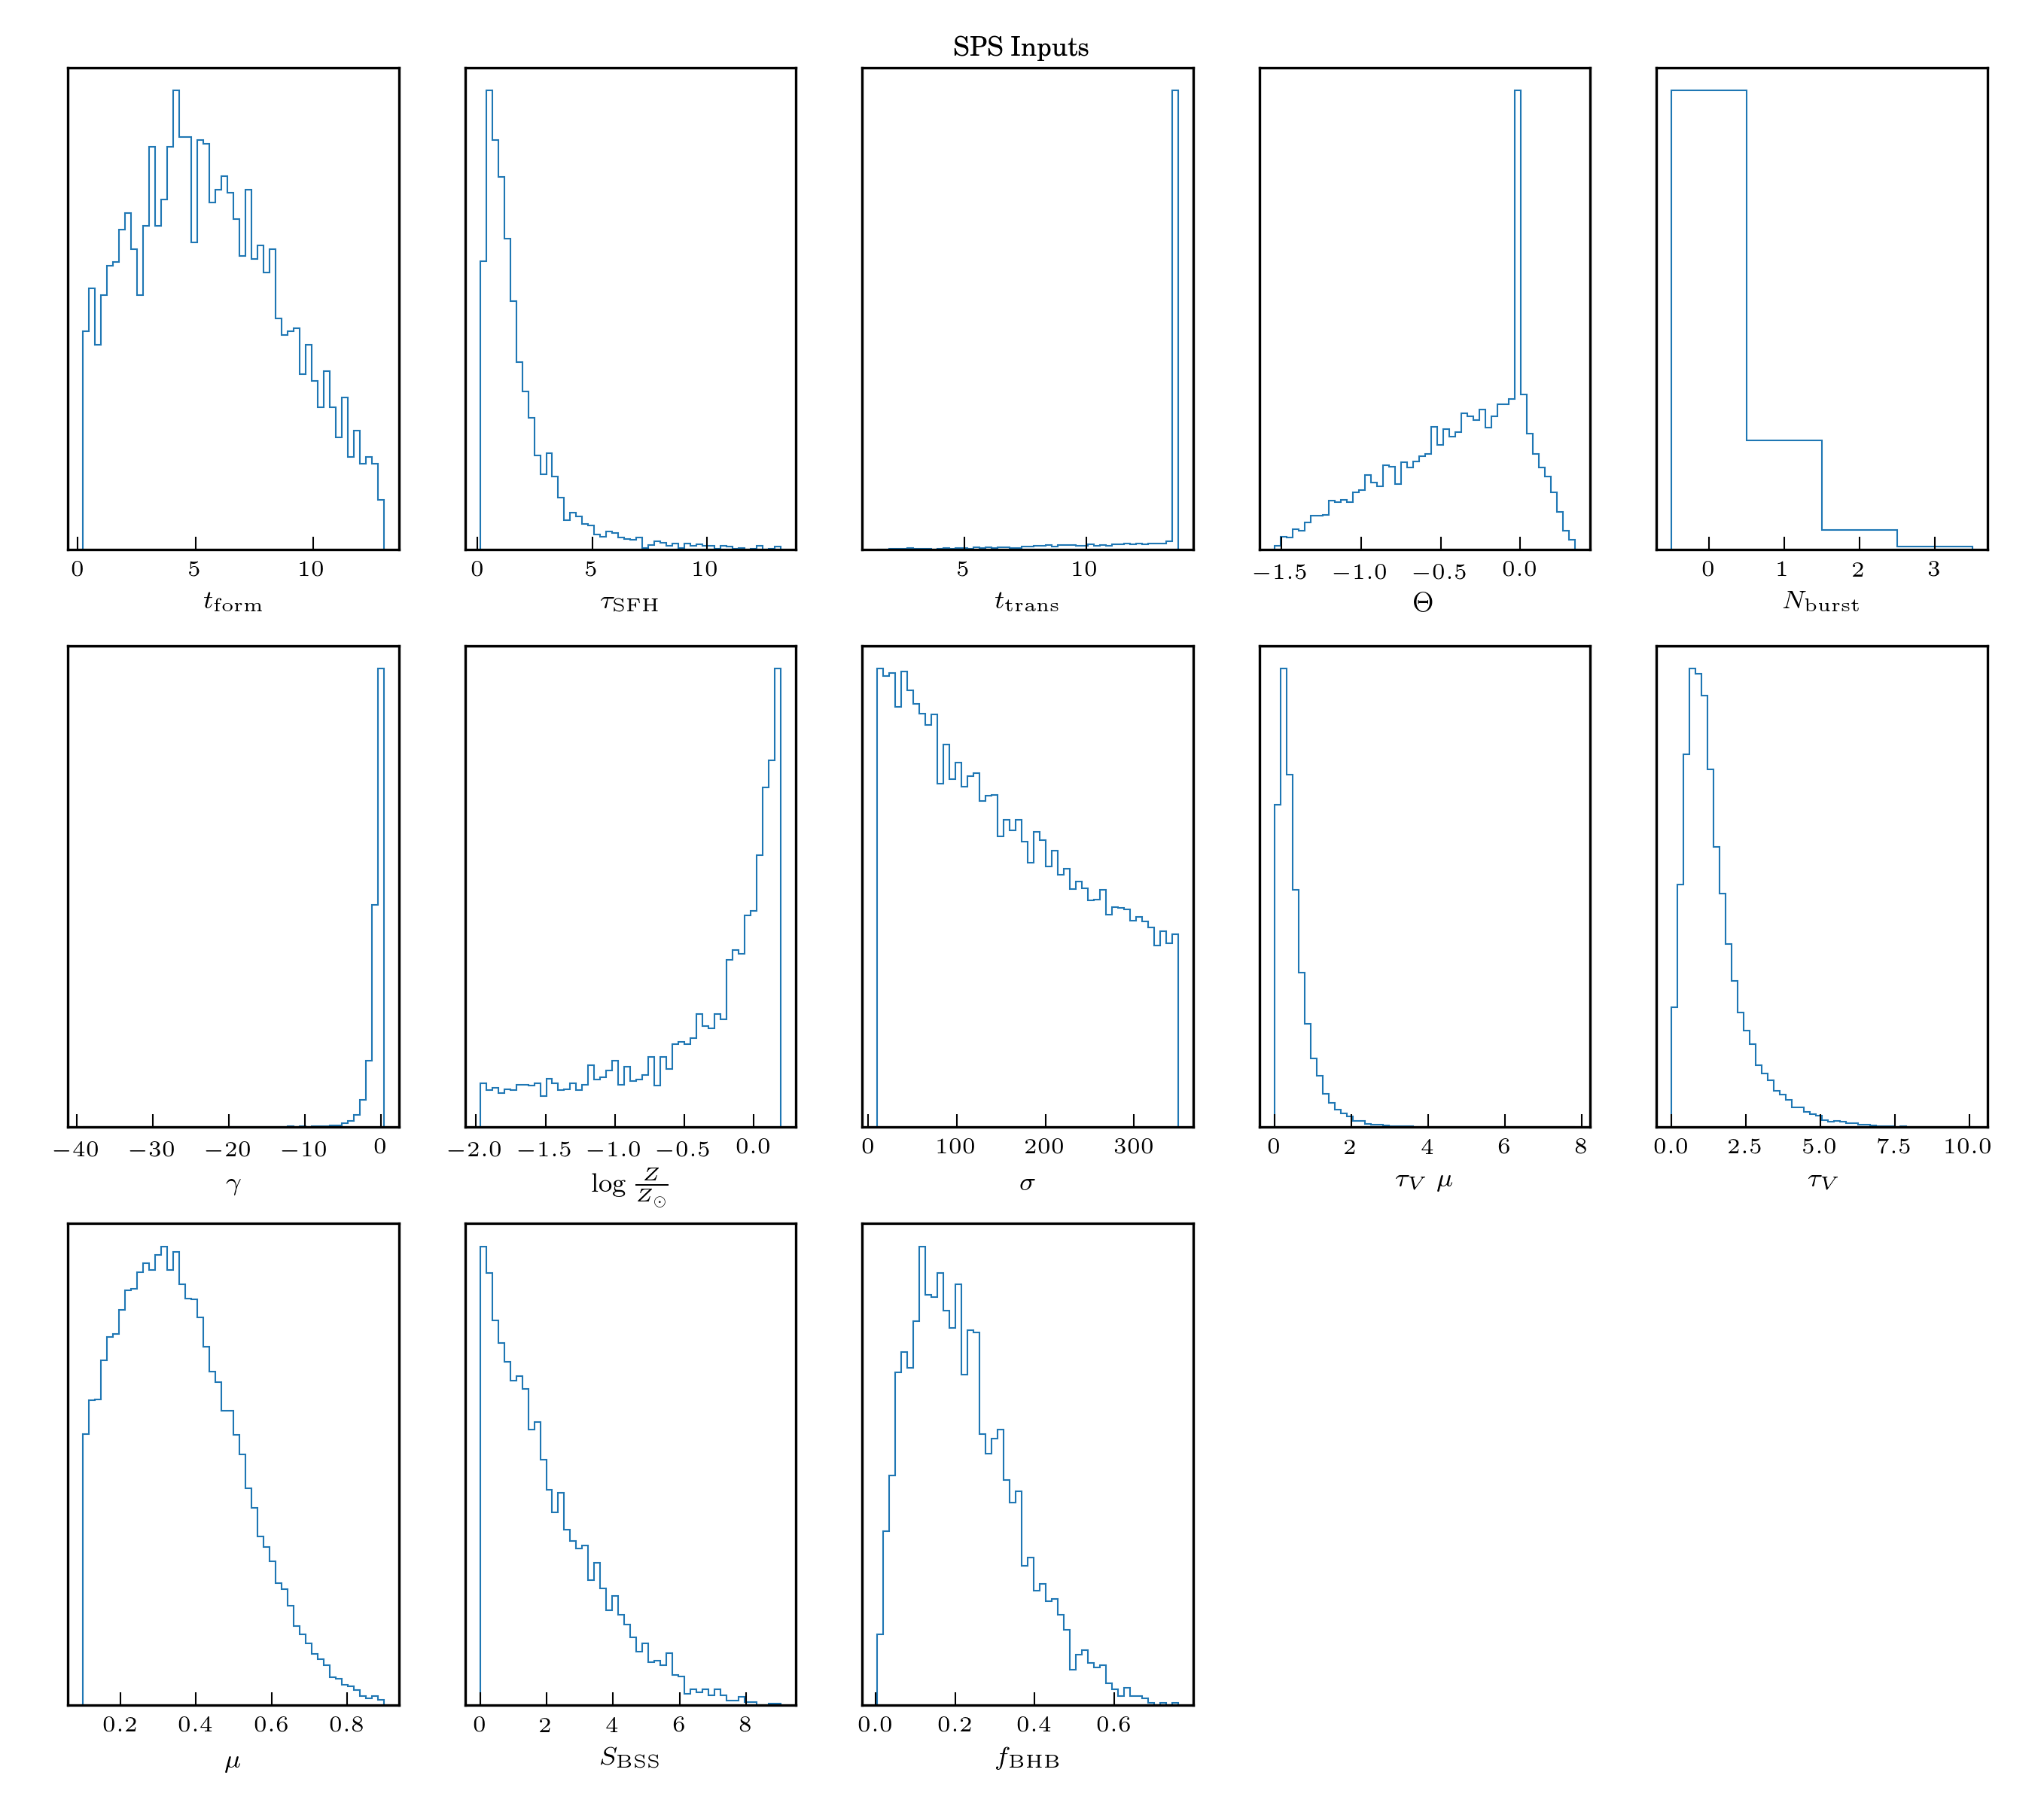 SPS Inputs
0 5 10
t_form
0 5 10
τ_SFH
5 10
t_trans
−1.5 −1.0 −0.5 0.0
Θ
0 1 2 3
N_burst
−40 −30 −20 −10 0
γ
−2.0 −1.5 −1.0 −0.5 0.0
log Z/Z_⊙
0 100 200 300
σ
0 2 4 6 8
τ_V μ
0.0 2.5 5.0 7.5 10.0
τ_V
0.2 0.4 0.6 0.8
μ
0 2 4 6 8
S_BSS
0.0 0.2 0.4 0.6
f_BHB